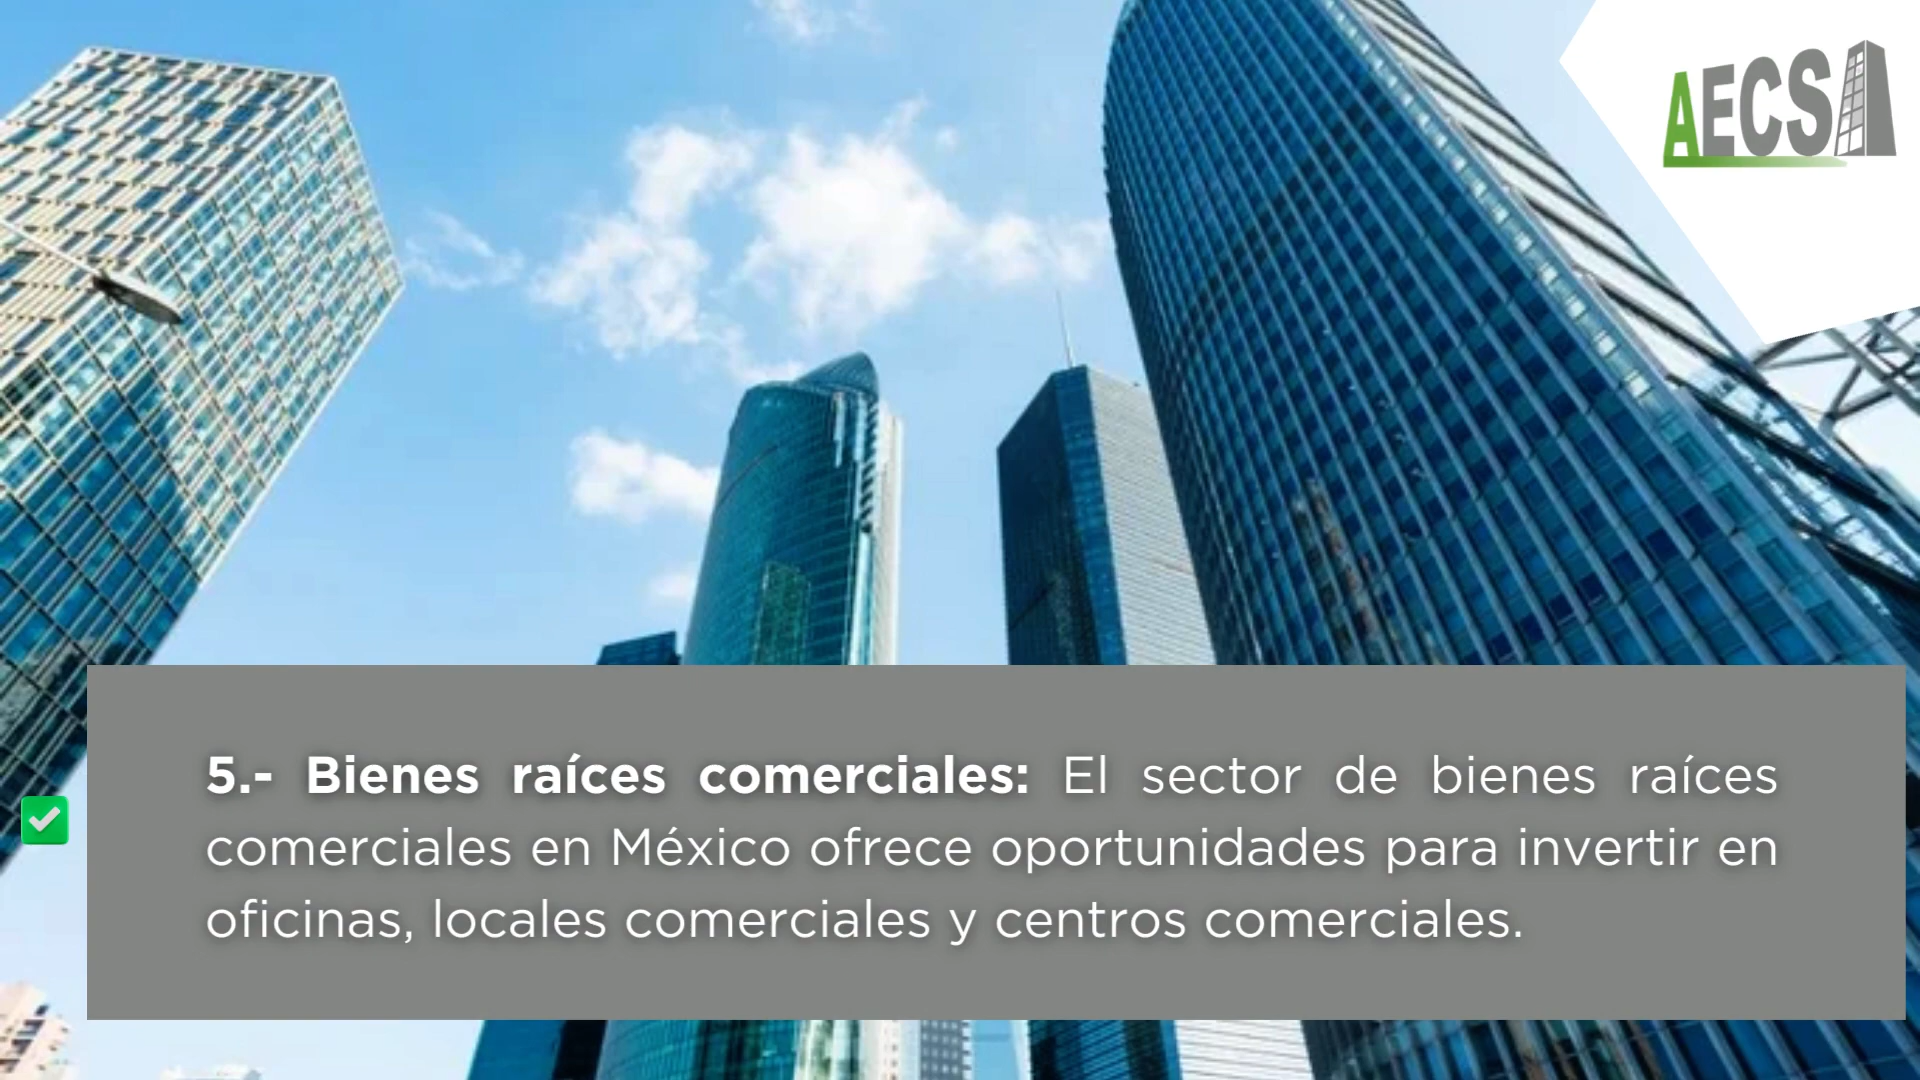 AECSA
5.- Bienes raíces comerciales: El sector de bienes raíces
comerciales en México ofrece oportunidades para invertir en
oficinas, locales comerciales y centros comerciales.